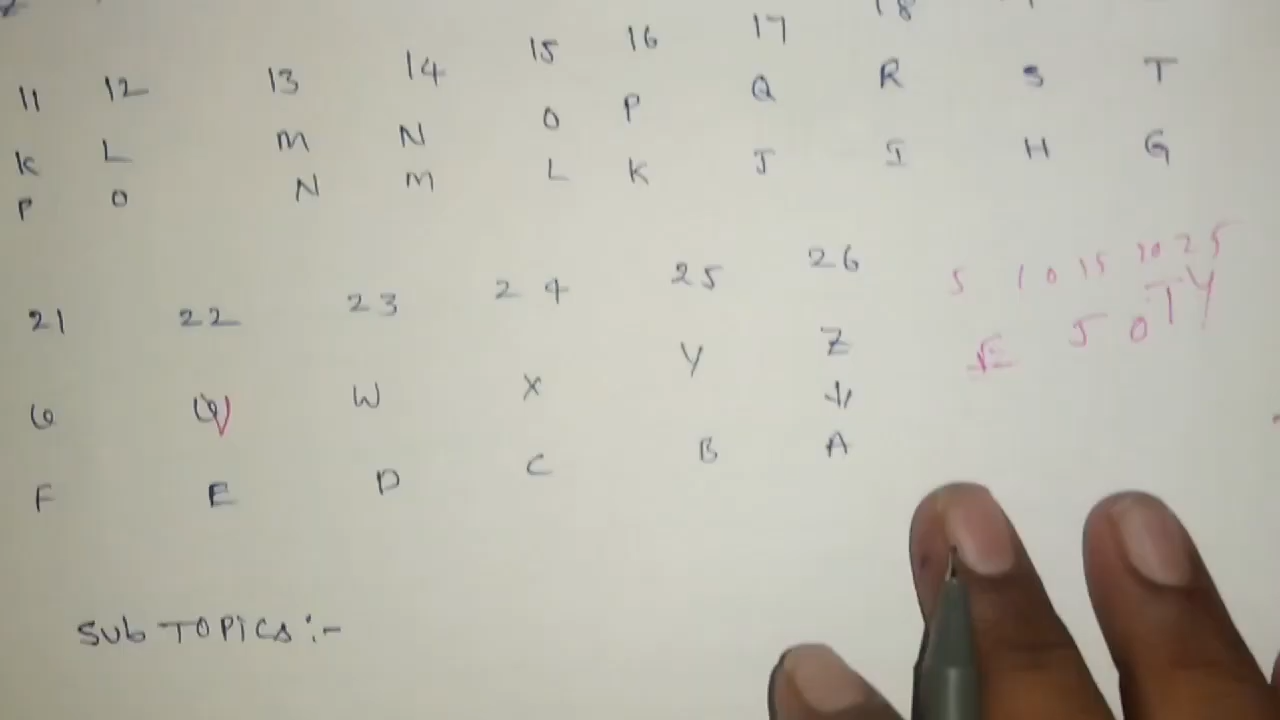 11 12 13 14 15 16 17 18
K L M N O P Q R S T
P O N M L K J I H G
21 22 23 24 25 26
V W X Y Z
F E D C B A
5 10 15 20 25
E J O T Y
SUB TOPICS :-